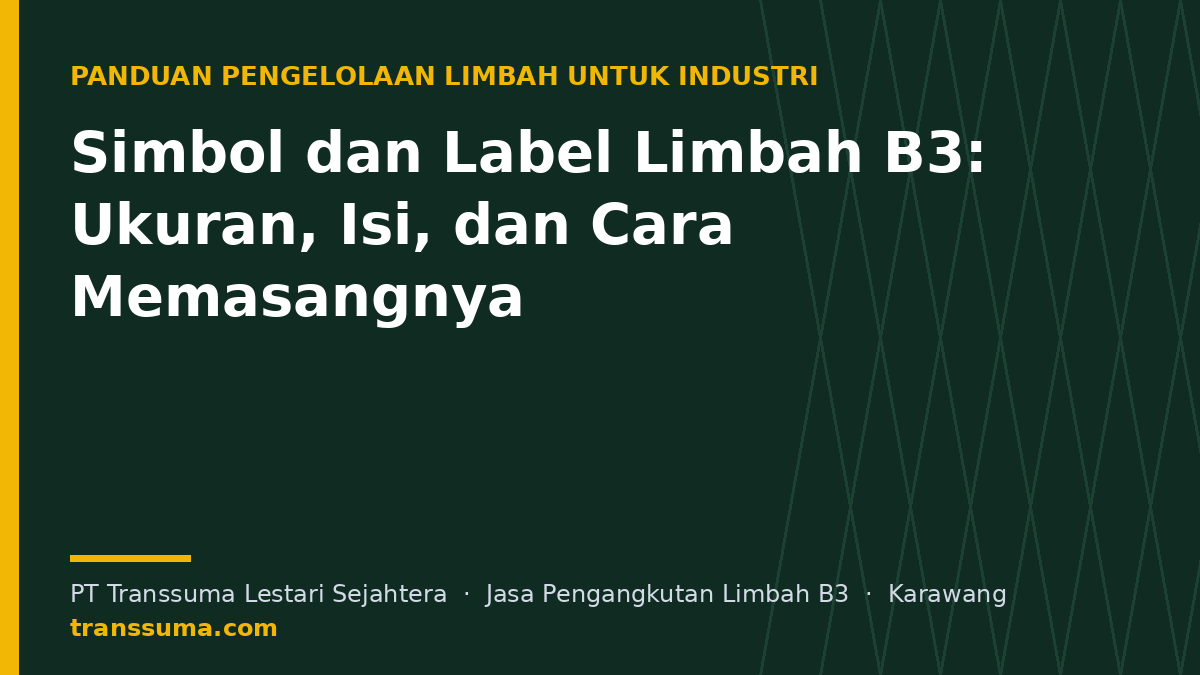 PANDUAN PENGELOLAAN LIMBAH UNTUK INDUSTRI
Simbol dan Label Limbah B3:
Ukuran, Isi, dan Cara
Memasangnya
PT Transsuma Lestari Sejahtera · Jasa Pengangkutan Limbah B3 · Karawang
transsuma.com